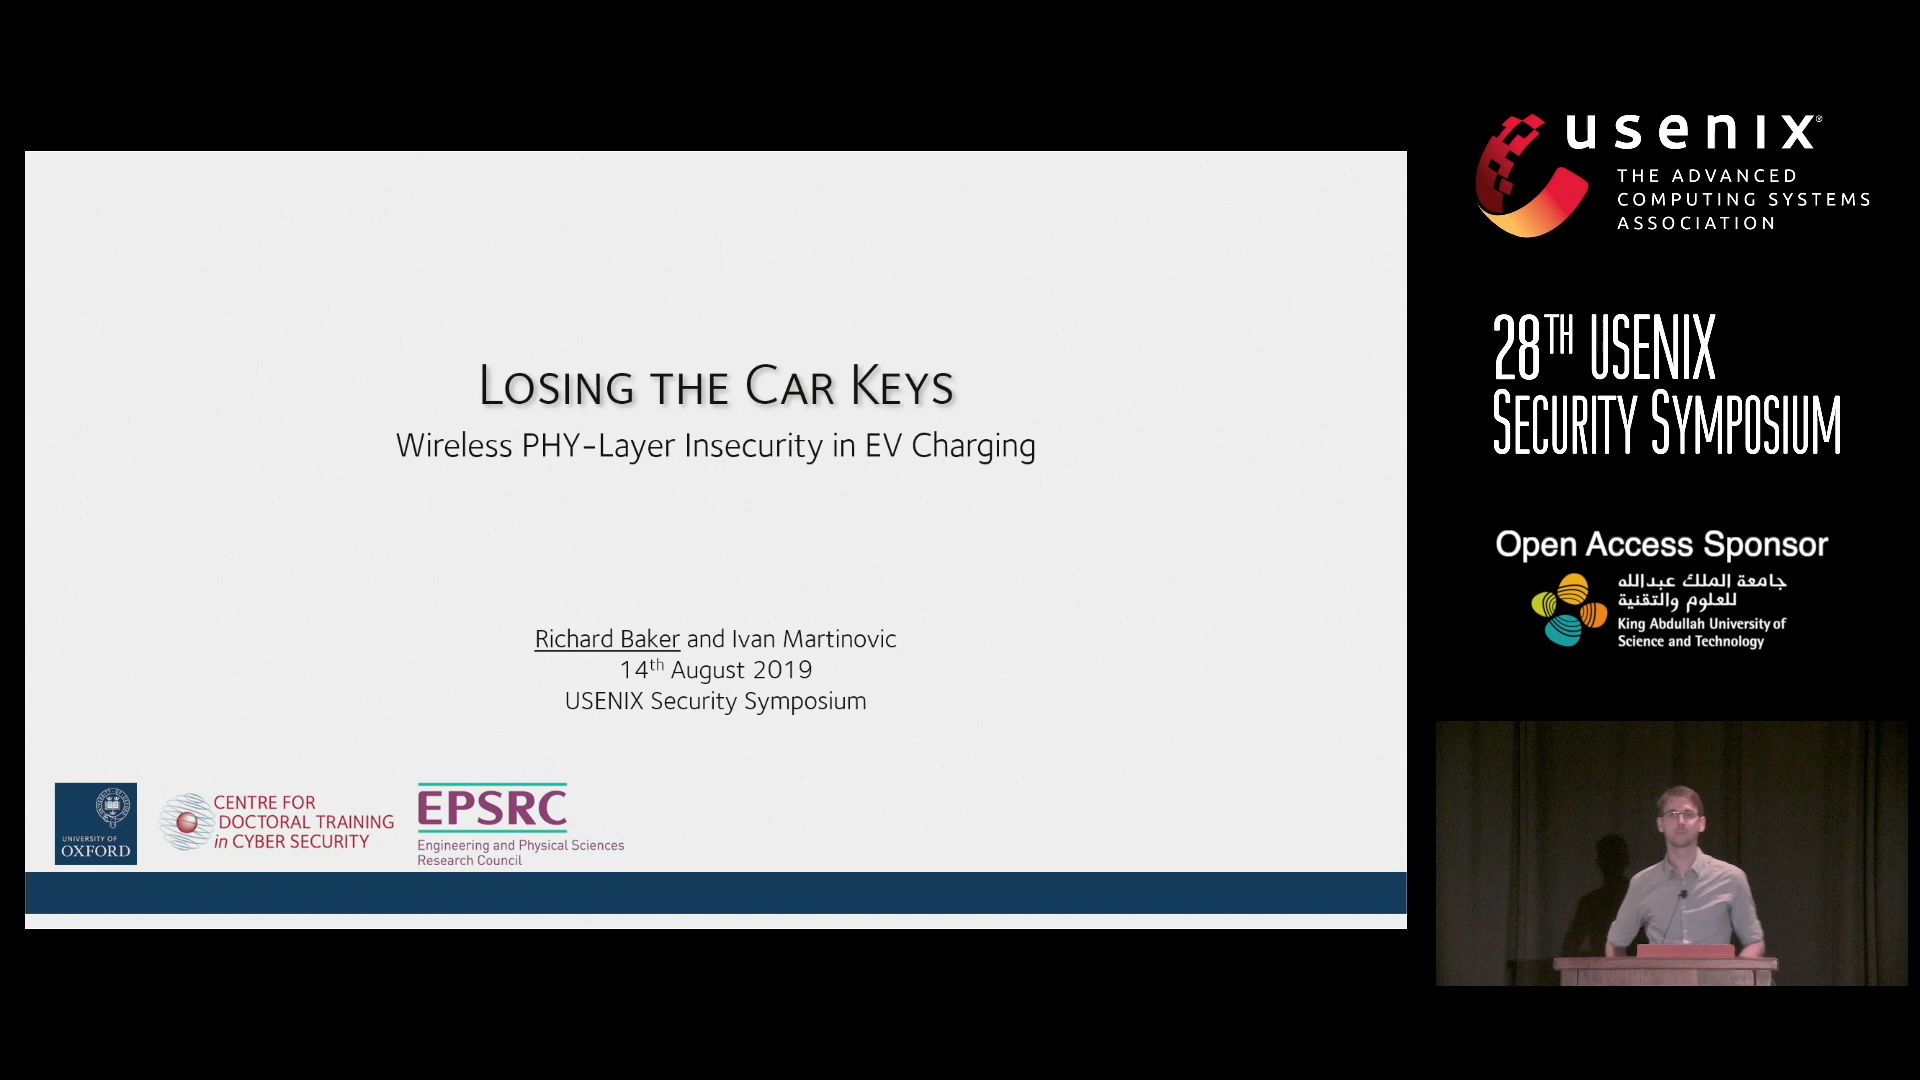 LOSING THE CAR KEYS
Wireless PHY-Layer Insecurity in EV Charging
Richard Baker and Ivan Martinovic
14th August 2019
USENIX Security Symposium
UNIVERSITY OF
OXFORD
CENTRE FOR
DOCTORAL TRAINING
in CYBER SECURITY
EPSRC
Engineering and Physical Sciences
Research Council
usenix®
THE ADVANCED
COMPUTING SYSTEMS
ASSOCIATION
28TH USENIX
SECURITY SYMPOSIUM
Open Access Sponsor
جامعة الملك عبدالله
للعلوم والتقنية
King Abdullah University of
Science and Technology